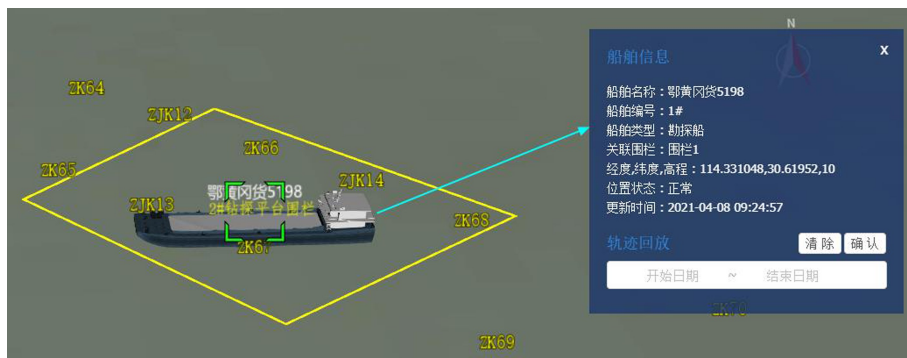 N
船舶信息
X
船舶名称：鄂黄冈货5198
船舶编号：1#
船舶类型：勘探船
关联围栏：围栏1
经度,纬度,高程：114.331048,30.61952,10
位置状态：正常
更新时间：2021-04-08 09:24:57
轨迹回放
清除
确认
开始日期 ~ 结束日期
ZK64
ZJK12
ZK66
ZK65
ZJK14
鄂黄冈货5198
ZJK13
2#钻探平台围栏
ZK68
ZK67
ZK70
ZK69